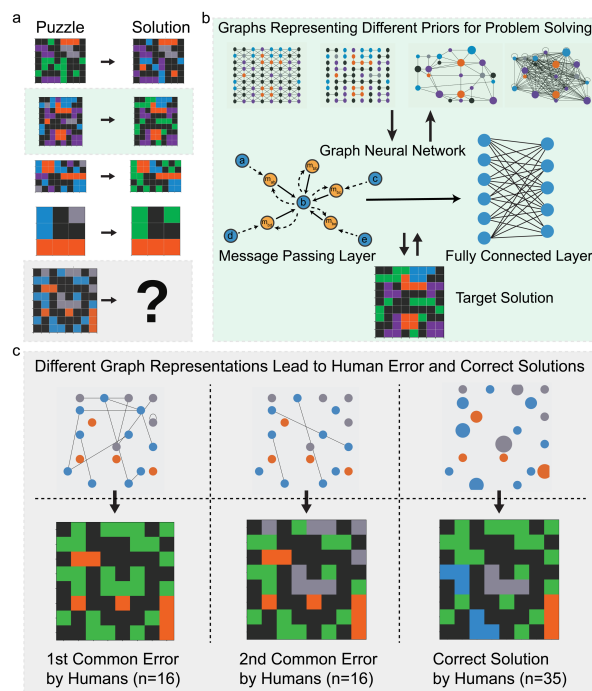 a
Puzzle
Solution
?
b
Graphs Representing Different Priors for Problem Solving
Graph Neural Network
a
b
c
d
e
Message Passing Layer
Fully Connected Layer
Target Solution
c
Different Graph Representations Lead to Human Error and Correct Solutions
1st Common Error
by Humans (n=16)
2nd Common Error
by Humans (n=16)
Correct Solution
by Humans (n=35)